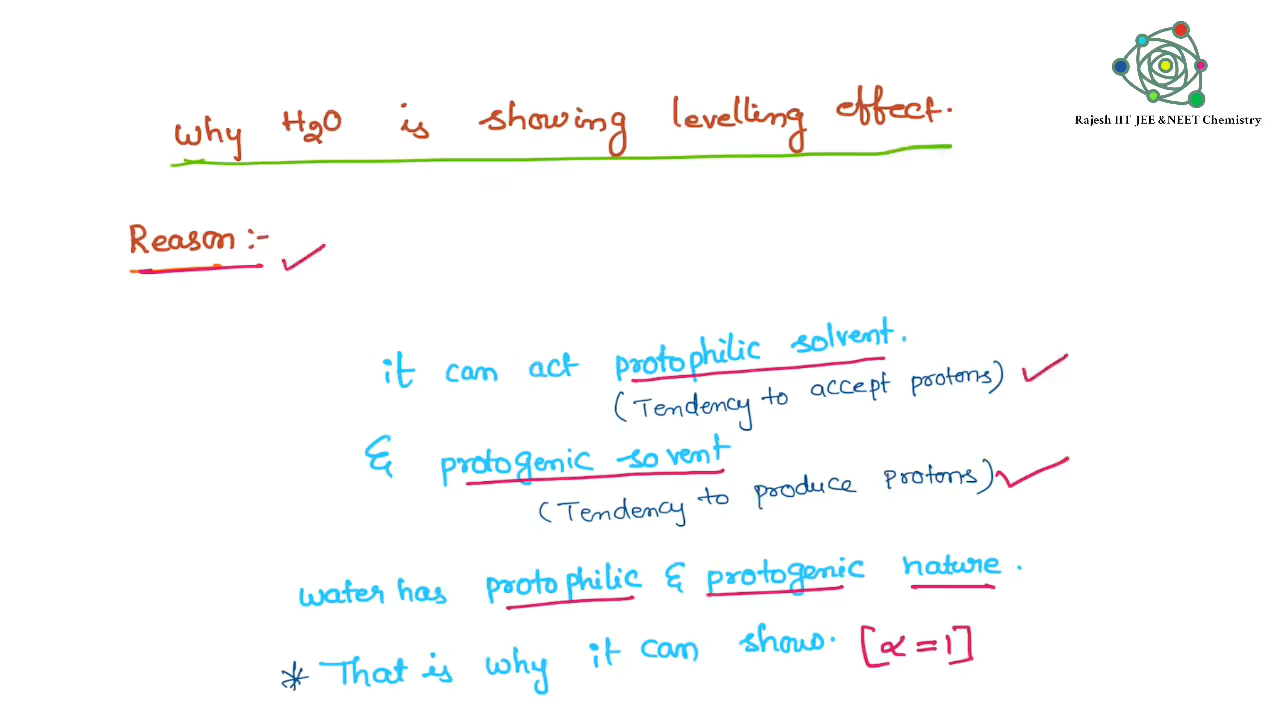 why H2O is showing levelling effect.
Rajesh IIT JEE &NEET Chemistry
Reason :-
it can act protophilic solvent.
(Tendency to accept protons)
& protogenic so vent
(Tendency to produce protons)
water has protophilic & protogenic nature.
* That is why it can show. [α = 1]